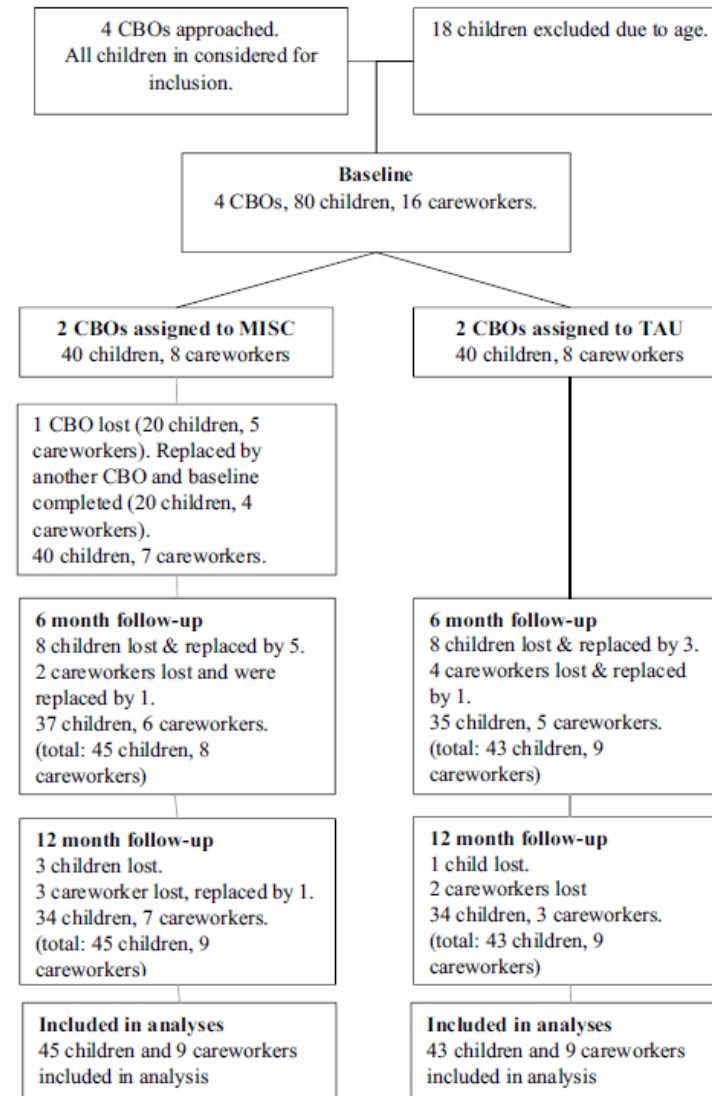 4 CBOs approached.
All children in considered for
inclusion.
18 children excluded due to age.
Baseline
4 CBOs, 80 children, 16 careworkers.
2 CBOs assigned to MISC
40 children, 8 careworkers
2 CBOs assigned to TAU
40 children, 8 careworkers
1 CBO lost (20 children, 5
careworkers). Replaced by
another CBO and baseline
completed (20 children, 4
careworkers).
40 children, 7 careworkers.
6 month follow-up
8 children lost & replaced by 5.
2 careworkers lost and were
replaced by 1.
37 children, 6 careworkers.
(total: 45 children, 8
careworkers)
6 month follow-up
8 children lost & replaced by 3.
4 careworkers lost & replaced
by 1.
35 children, 5 careworkers.
(total: 43 children, 9
careworkers)
12 month follow-up
3 children lost.
3 careworker lost, replaced by 1.
34 children, 7 careworkers.
(total: 45 children, 9
careworkers)
12 month follow-up
1 child lost.
2 careworkers lost
34 children, 3 careworkers.
(total: 43 children, 9
careworkers)
Included in analyses
45 children and 9 careworkers
included in analysis
Included in analyses
43 children and 9 careworkers
included in analysis